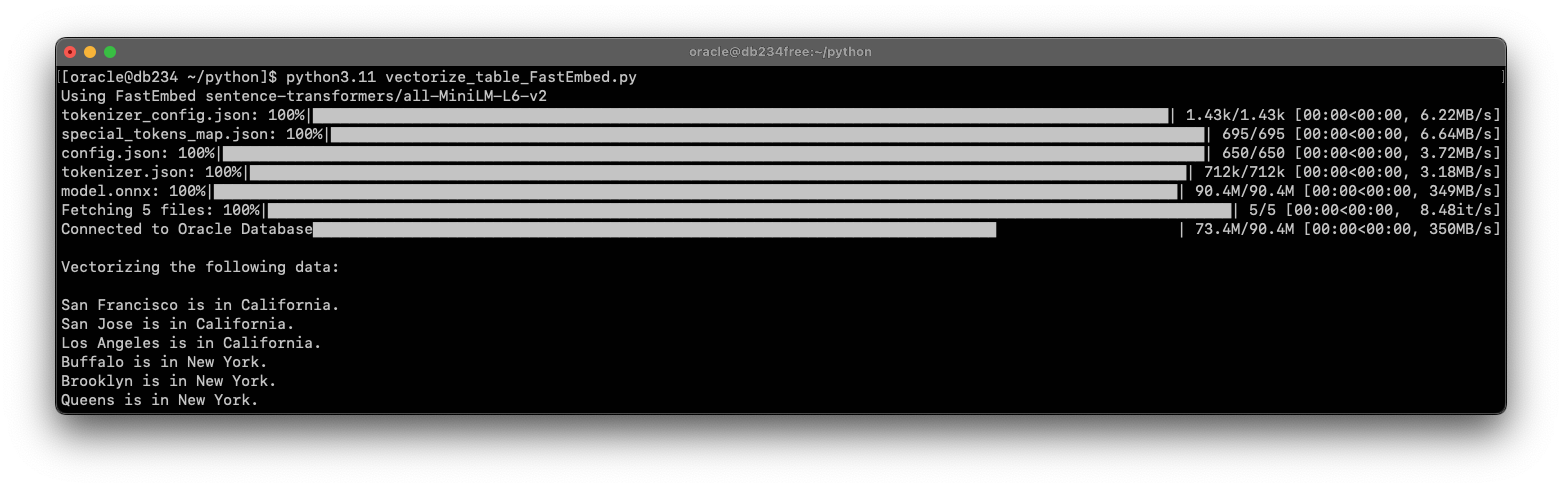 oracle@db234free:~/python
[[oracle@db234 ~/python]$ python3.11 vectorize_table_FastEmbed.py ]
Using FastEmbed sentence-transformers/all-MiniLM-L6-v2
tokenizer_config.json: 100%| | 1.43k/1.43k [00:00<00:00, 6.22MB/s]
special_tokens_map.json: 100%| | 695/695 [00:00<00:00, 6.64MB/s]
config.json: 100%| | 650/650 [00:00<00:00, 3.72MB/s]
tokenizer.json: 100%| | 712k/712k [00:00<00:00, 3.18MB/s]
model.onnx: 100%| | 90.4M/90.4M [00:00<00:00, 349MB/s]
Fetching 5 files: 100%| | 5/5 [00:00<00:00,  8.48it/s]
Connected to Oracle Database | 73.4M/90.4M [00:00<00:00, 350MB/s]
Vectorizing the following data:
San Francisco is in California.
San Jose is in California.
Los Angeles is in California.
Buffalo is in New York.
Brooklyn is in New York.
Queens is in New York.